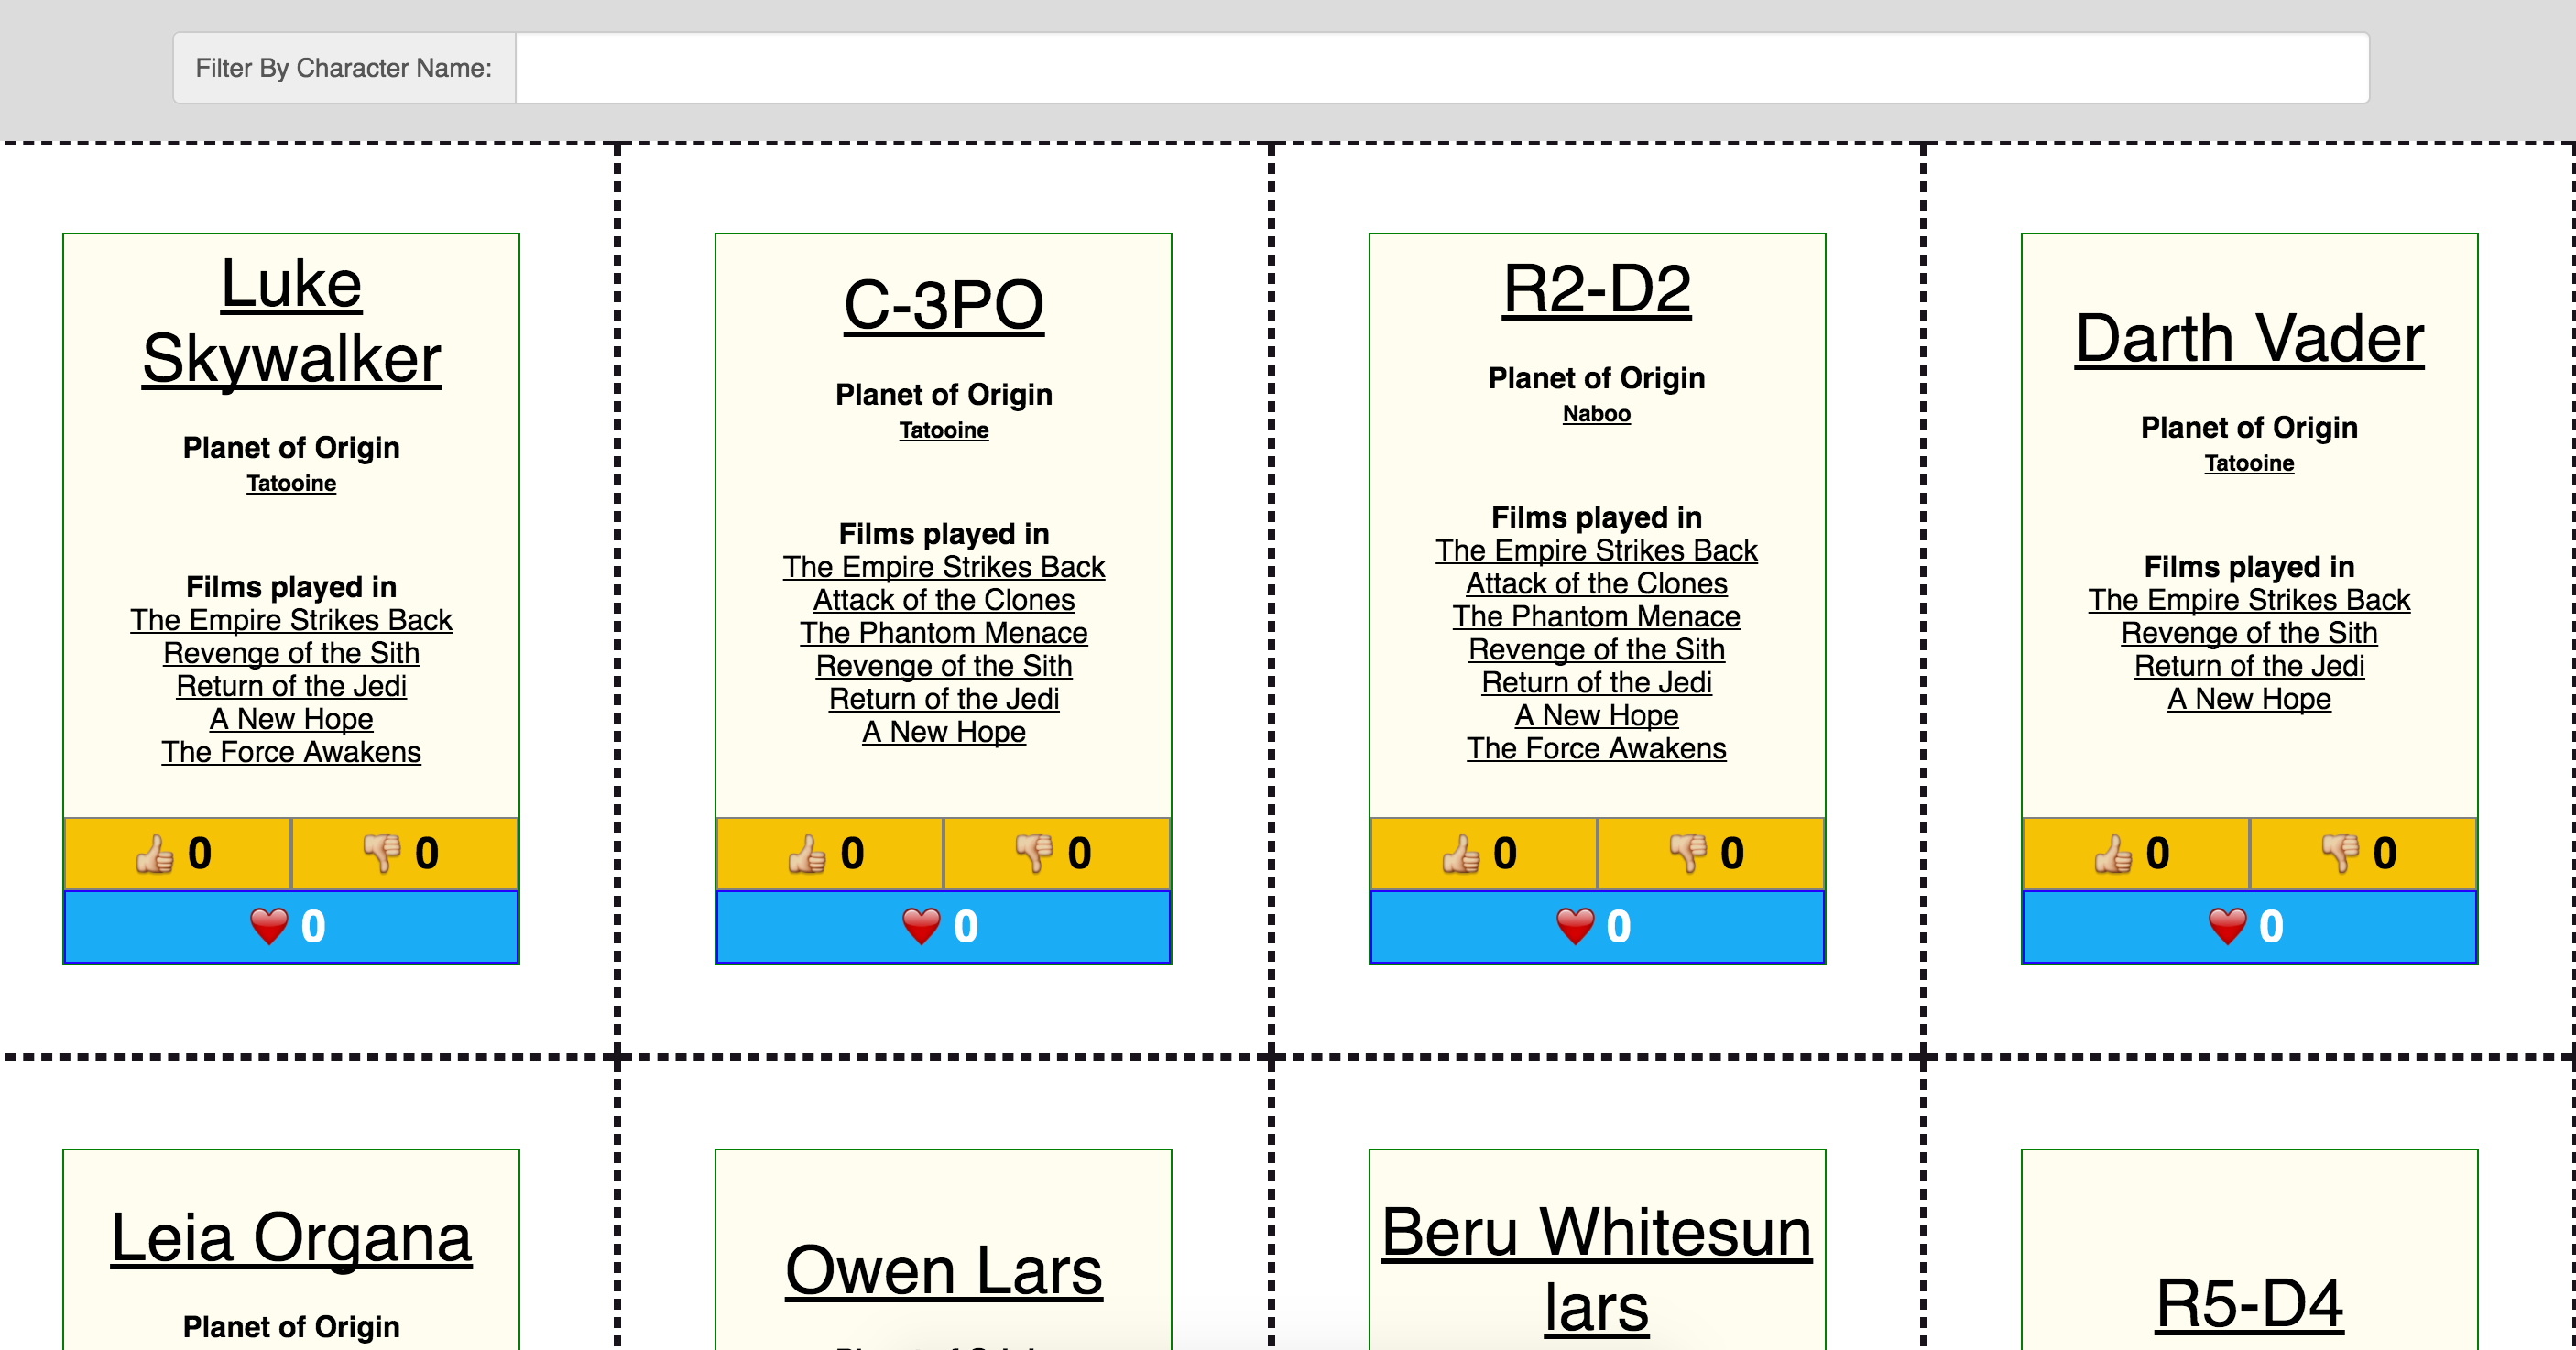 Filter By Character Name:
Luke
Skywalker
Planet of Origin
Tatooine
Films played in
The Empire Strikes Back
Revenge of the Sith
Return of the Jedi
A New Hope
The Force Awakens
0
0
0
C-3PO
Planet of Origin
Tatooine
Films played in
The Empire Strikes Back
Attack of the Clones
The Phantom Menace
Revenge of the Sith
Return of the Jedi
A New Hope
0
0
0
R2-D2
Planet of Origin
Naboo
Films played in
The Empire Strikes Back
Attack of the Clones
The Phantom Menace
Revenge of the Sith
Return of the Jedi
A New Hope
The Force Awakens
0
0
0
Darth Vader
Planet of Origin
Tatooine
Films played in
The Empire Strikes Back
Revenge of the Sith
Return of the Jedi
A New Hope
0
0
0
Leia Organa
Planet of Origin
Owen Lars
Beru Whitesun
lars
R5-D4